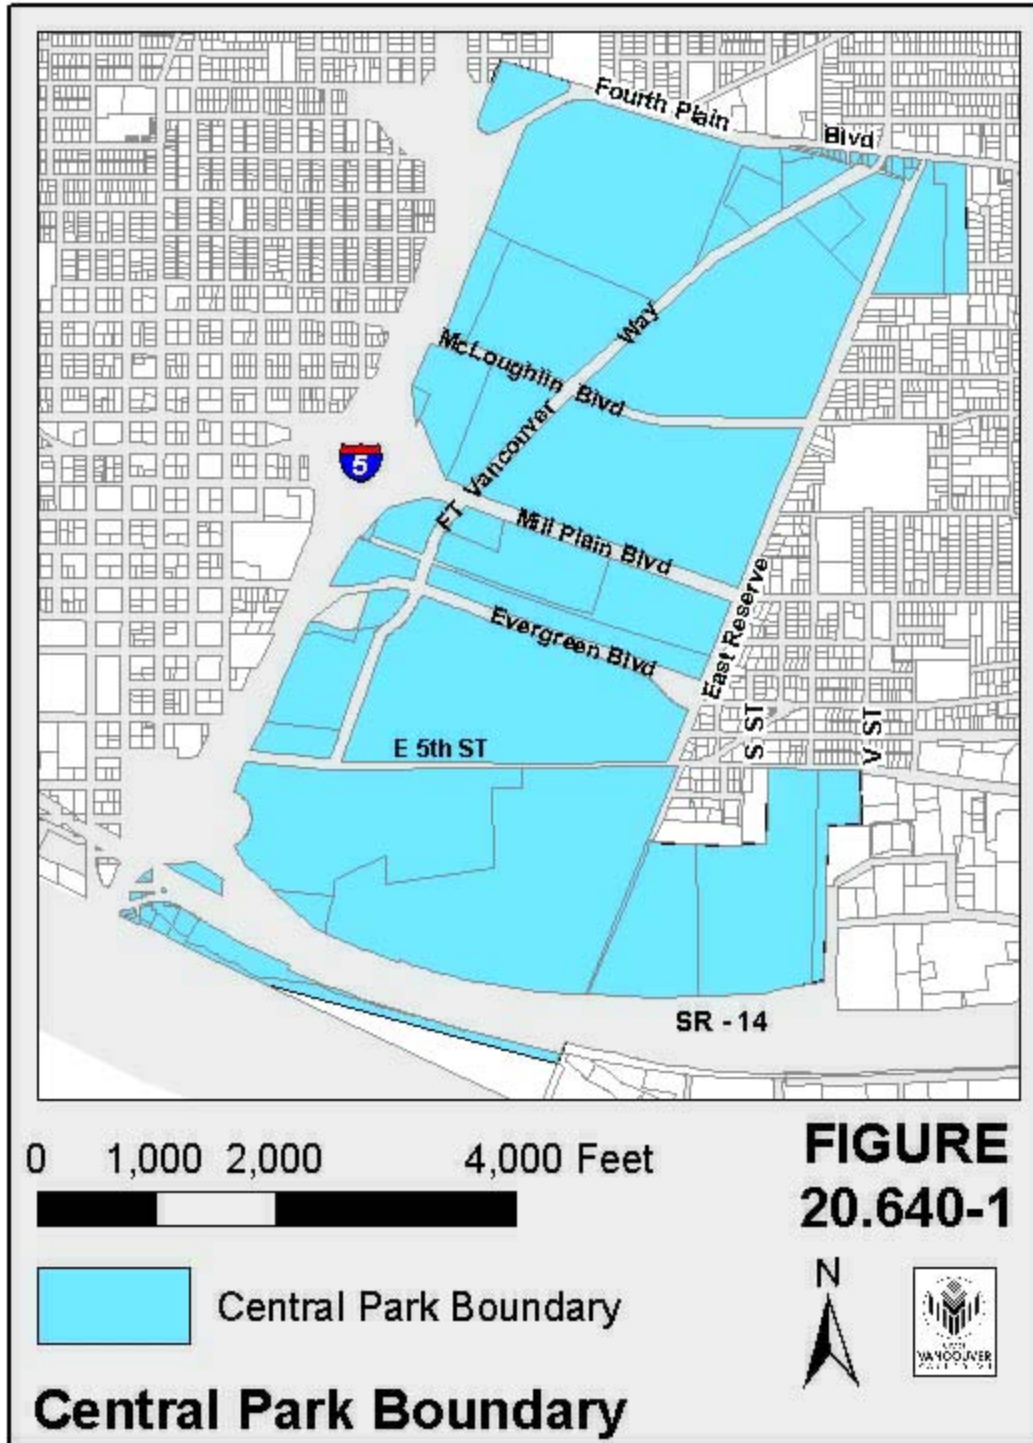 Fourth Plain
Blvd
Way
McLoughlin Blvd
5
FT Vancouver
Mill Plain Blvd
East Reserve
Evergreen Blvd
S ST
V ST
E 5th ST
SR - 14
0 1,000 2,000 4,000 Feet
FIGURE
20.640-1
N
Central Park Boundary
VANCOUVER
Central Park Boundary